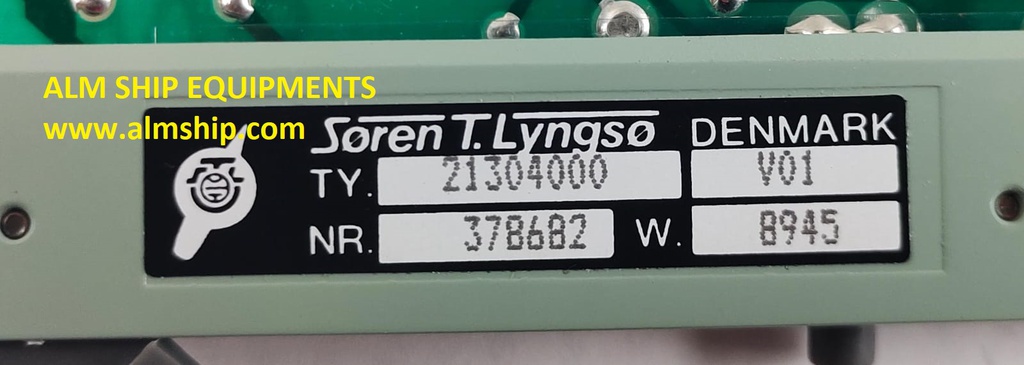 ALM SHIP EQUIPMENTS
www.almship.com
Søren T. Lyngsø DENMARK
TY. 21304000 V01
NR. 378682 W. 8945